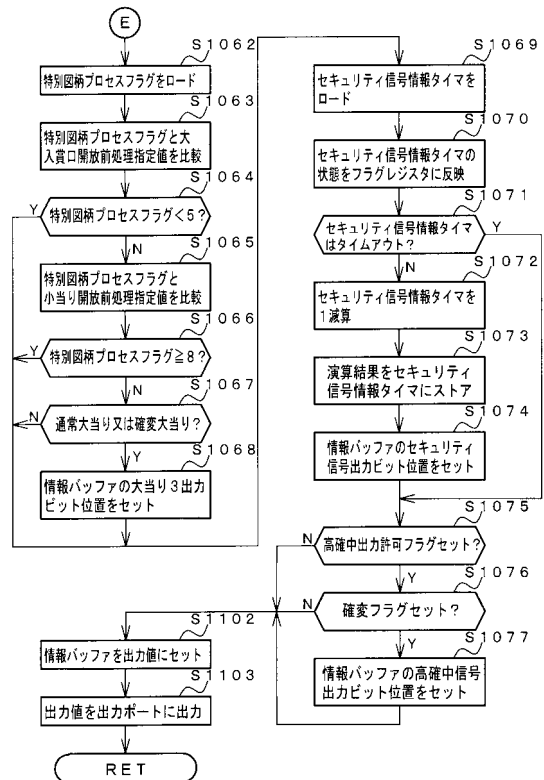 E
S1062
特別図柄プロセスフラグをロード
S1063
特別図柄プロセスフラグと大
入賞口開放前処理指定値を比較
S1064
Y
特別図柄プロセスフラグ<5?
N
S1065
特別図柄プロセスフラグと
小当り開放前処理指定値を比較
S1066
Y
特別図柄プロセスフラグ≧8?
N
S1067
N
通常大当り又は確変大当り?
Y
S1068
情報バッファの大当り3出力
ビット位置をセット
S1069
セキュリティ信号情報タイマを
ロード
S1070
セキュリティ信号情報タイマの
状態をフラグレジスタに反映
S1071
セキュリティ信号情報タイマ
はタイムアウト?
Y
N
S1072
セキュリティ信号情報タイマを
1減算
S1073
演算結果をセキュリティ
信号情報タイマにストア
S1074
情報バッファのセキュリティ
信号出力ビット位置をセット
S1075
N
高確中出力許可フラグセット?
Y
S1076
N
確変フラグセット?
Y
S1077
情報バッファの高確中信号
出力ビット位置をセット
S1102
情報バッファを出力値にセット
S1103
出力値を出力ポートに出力
RET